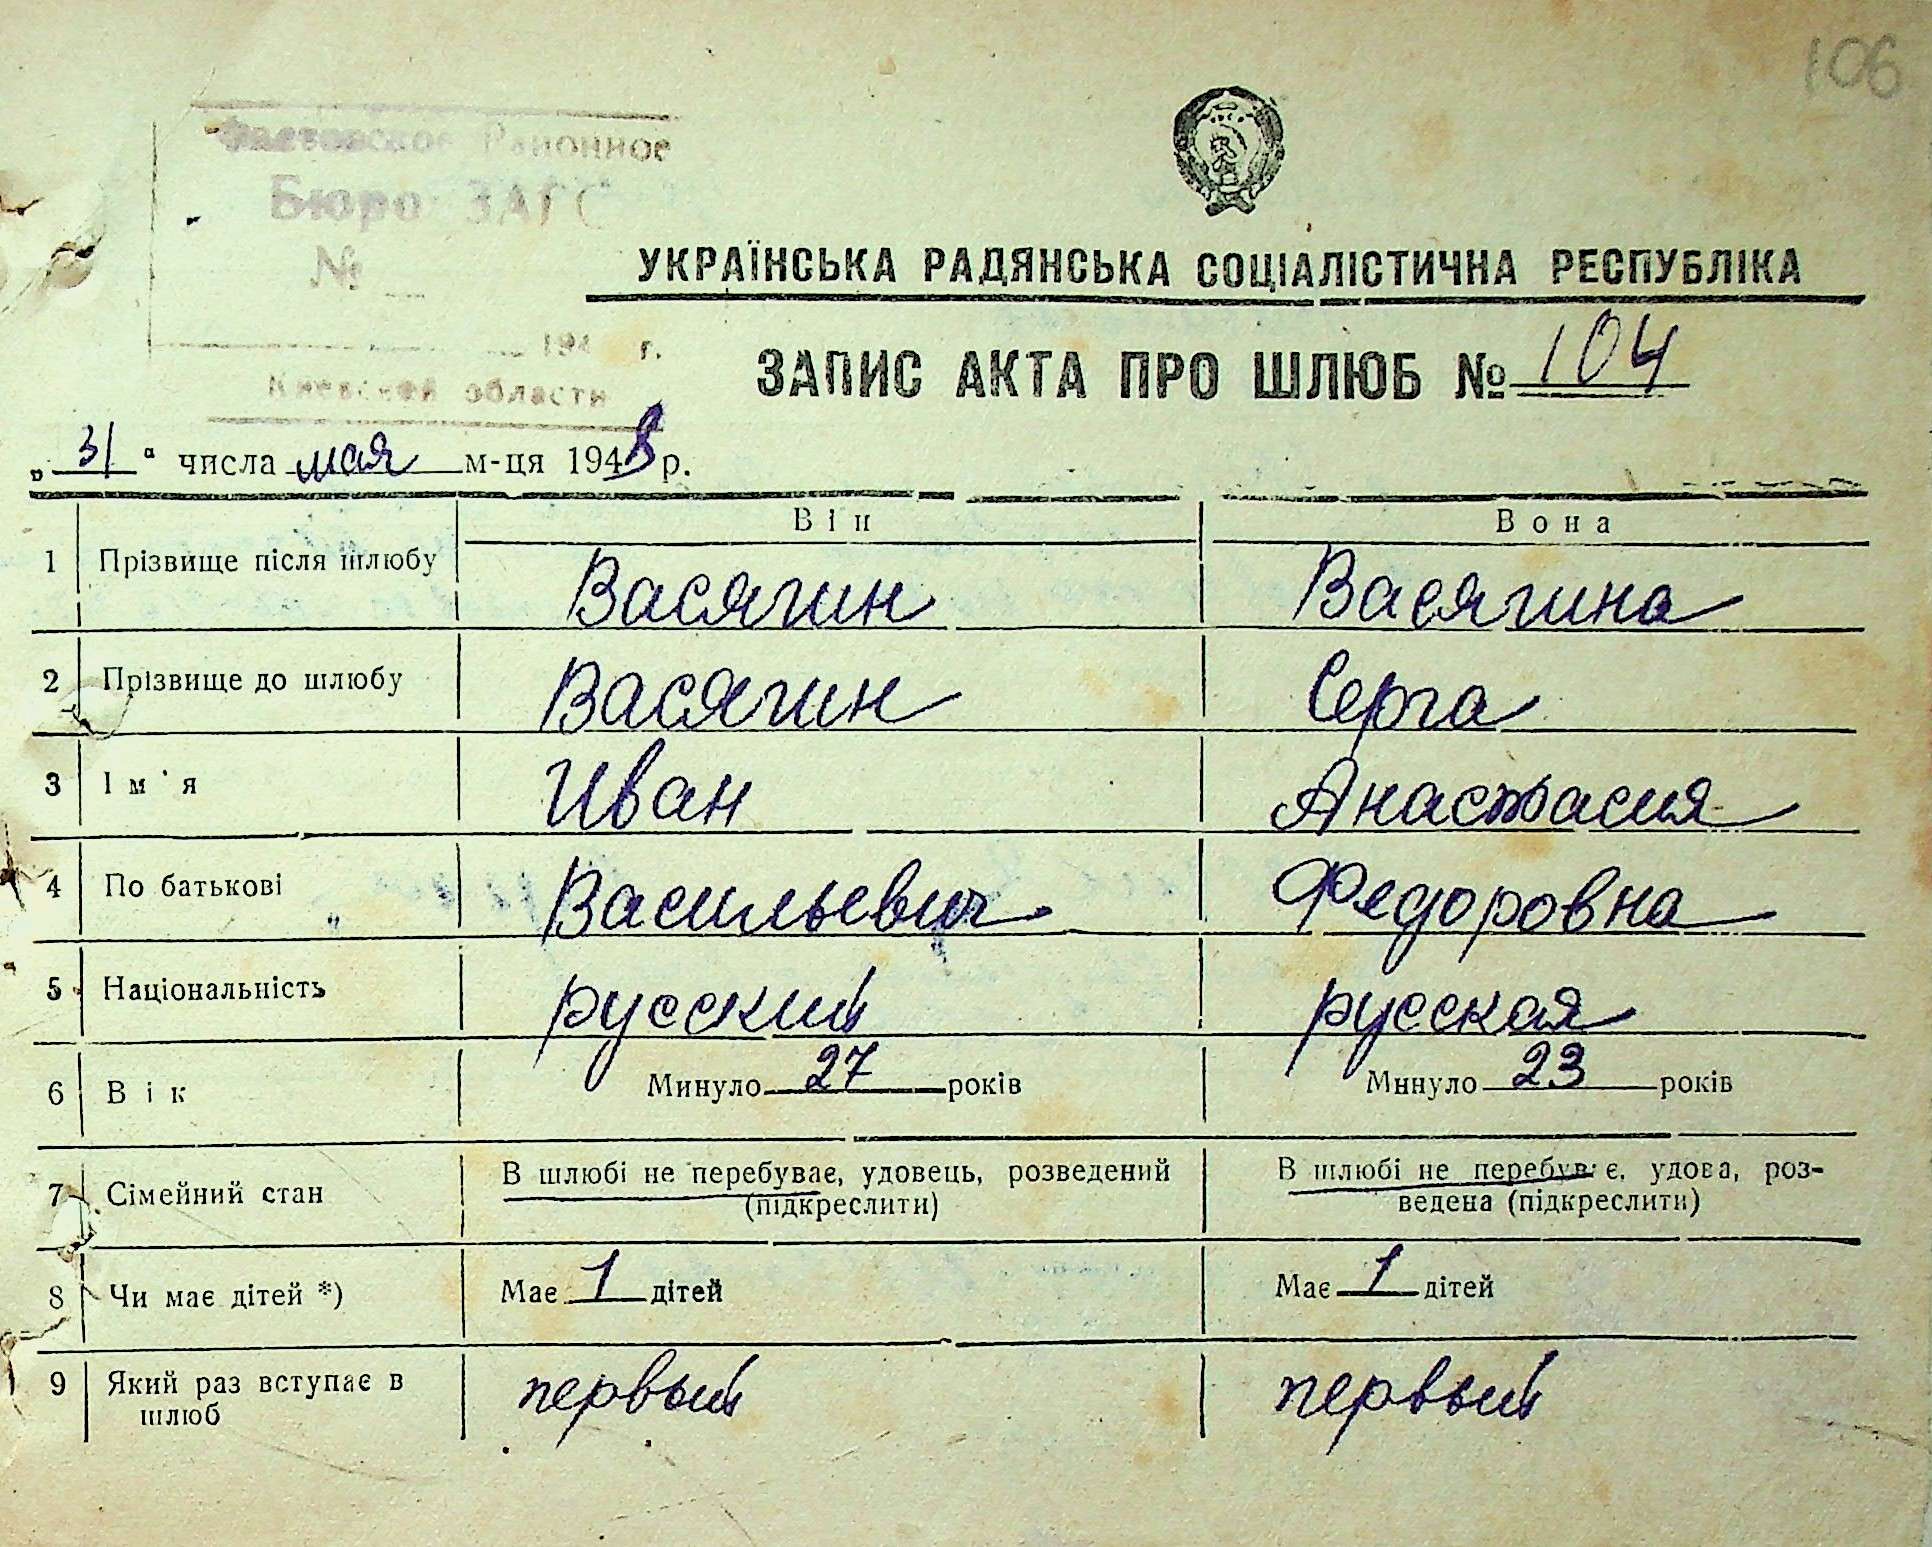 106
Фастовское Районное
Бюро ЗАГС
№
194 г.
Киевской области
УКРАЇНСЬКА РАДЯНСЬКА СОЦІАЛІСТИЧНА РЕСПУБЛІКА
ЗАПИС АКТА ПРО ШЛЮБ № 104
„31“ числа мая м-ця 1948 р.
Він Вона
1 Прізвище після шлюбу Васягин Васягина
2 Прізвище до шлюбу Васягин Серга
3 Ім'я Иван Анастасия
4 По батькові Васильевич Федоровна
5 Національність русский русская
6 Вік Минуло 27 років Минуло 23 років
7 Сімейний стан В шлюбі не перебуває, удовець, розведений (підкреслити) В шлюбі не перебуває, удова, роз-
ведена (підкреслити)
8 Чи має дітей *) Має 1 дітей Має 1 дітей
9 Який раз вступає в первый первый
шлюб